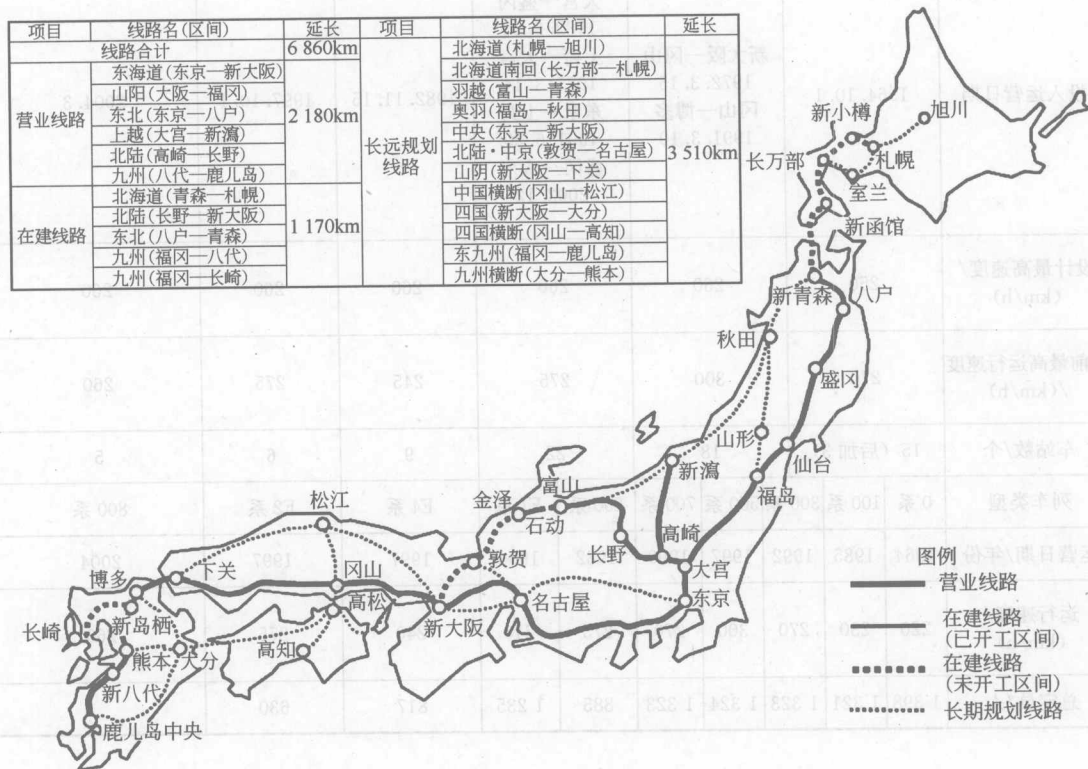 项目 线路名(区间) 延长 项目 线路名(区间) 延长
线路合计 6 860km
营业线路
东海道(东京—新大阪)
山阳(大阪—福冈)
东北(东京—八户)
上越(大宫—新瀉)
北陆(高崎—长野)
九州(八代—鹿儿岛)
2 180km
在建线路
北海道(青森—札幌)
北陆(长野—新大阪)
东北(八户—青森)
九州(福冈—八代)
九州(福冈—长崎)
1 170km
长远规划
线路
北海道(札幌—旭川)
北海道南回(长万部—札幌)
羽越(富山—青森)
奥羽(福岛—秋田)
中央(东京—新大阪)
北陆·中京(敦贺—名古屋)
山阴(新大阪—下关)
中国横断(冈山—松江)
四国(新大阪—大分)
四国横断(冈山—高知)
东九州(福冈—鹿儿岛)
九州横断(大分—熊本)
3 510km
新小樽
旭川
长万部
札幌
室兰
新函馆
新青森
八户
秋田
盛冈
山形
仙台
新瀉
福岛
富山
金泽
石动
松江
长野
高崎
敦贺
大宫
博多
下关
冈山
东京
高松
名古屋
新大阪
长崎
新鸟栖
熊本
大分
高知
新八代
鹿儿岛中央
图例
营业线路
在建线路
(已开工区间)
在建线路
(未开工区间)
长期规划线路